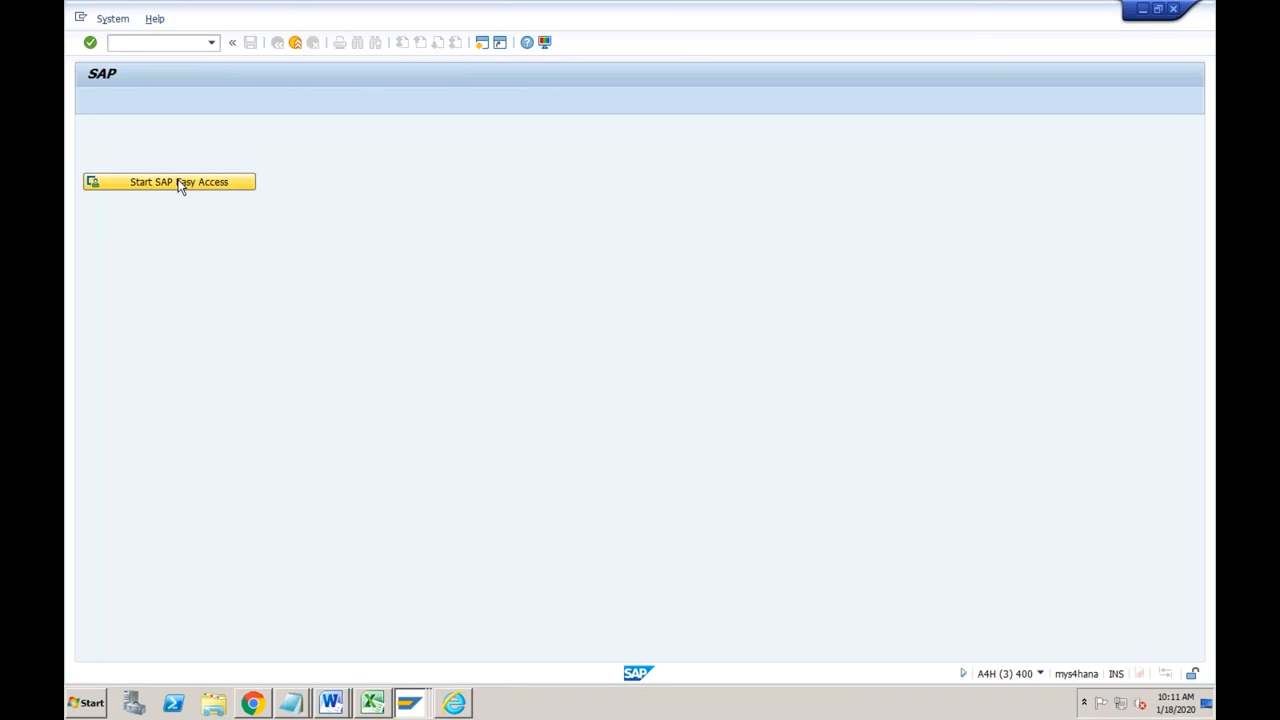 System Help
SAP
Start SAP Easy Access
SAP
A4H (3) 400 mys4hana INS
Start
10:11 AM
1/18/2020